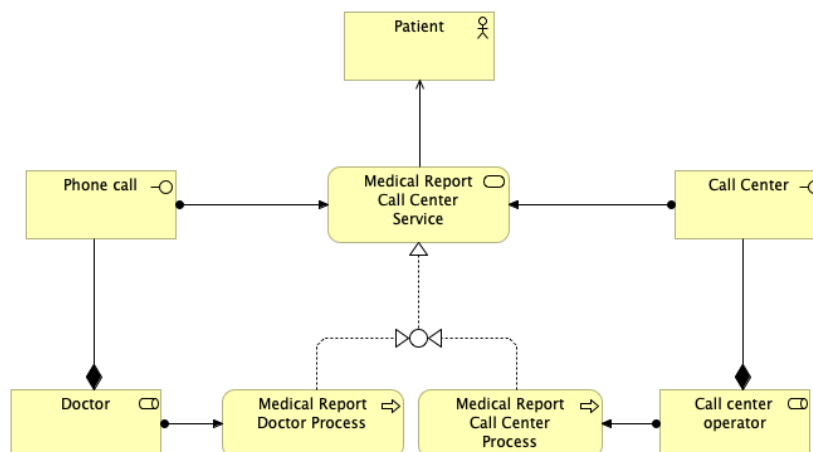 Patient
Phone call
Medical Report
Call Center
Service
Call Center
Doctor
Medical Report
Doctor Process
Medical Report
Call Center
Process
Call center
operator